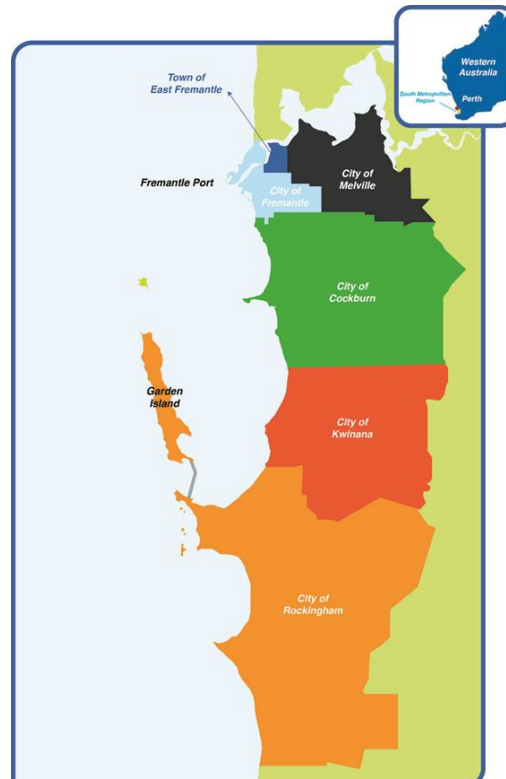 Western
Australia
South Metropolitan
Region
Perth
Town of
East Fremantle
City of
Melville
Fremantle Port
City of
Fremantle
City of
Cockburn
Garden
Island
City of
Kwinana
City of
Rockingham